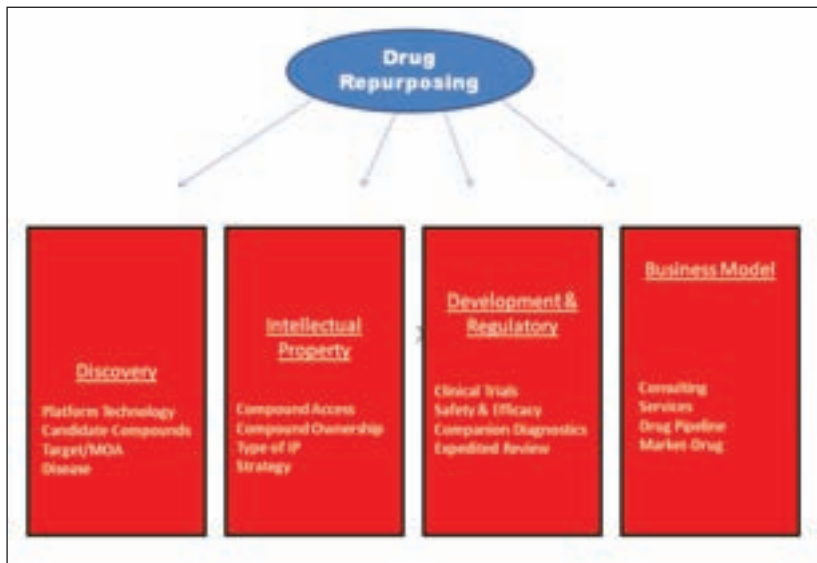 Drug
Repurposing
Discovery
Platform Technology
Candidate Compounds
Target/MOA
Disease
Intellectual
Property
Compound Access
Compound Ownership
Type of IP
Strategy
Development &
Regulatory
Clinical Trials
Safety & Efficacy
Companion Diagnostics
Expedited Review
Business Model
Consulting
Services
Drug Pipeline
Market-Drug